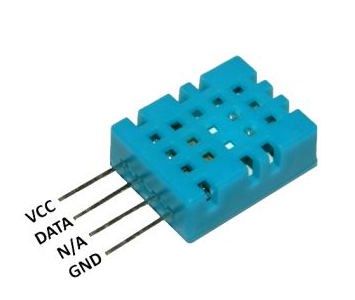 VCC
DATA
N/A
GND